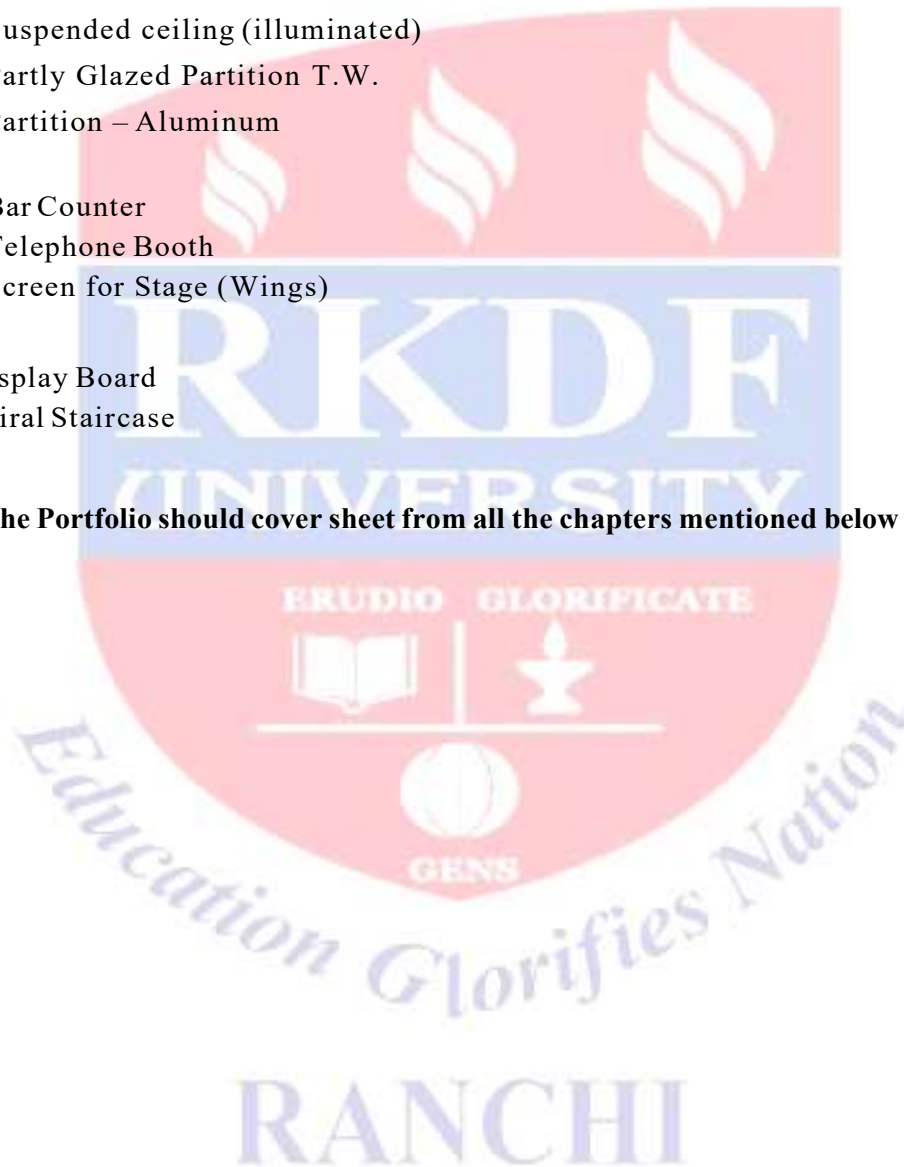 uspended ceiling (illuminated)
artly Glazed Partition T.W.
artition – Aluminum
Bar Counter
Telephone Booth
creen for Stage (Wings)
RKDF
splay Board
iral Staircase
UNIVERSITY
he Portfolio should cover sheet from all the chapters mentioned below
ERUDIO GLORIFICATE
GENS
Education Glorifies Nation
RANCHI